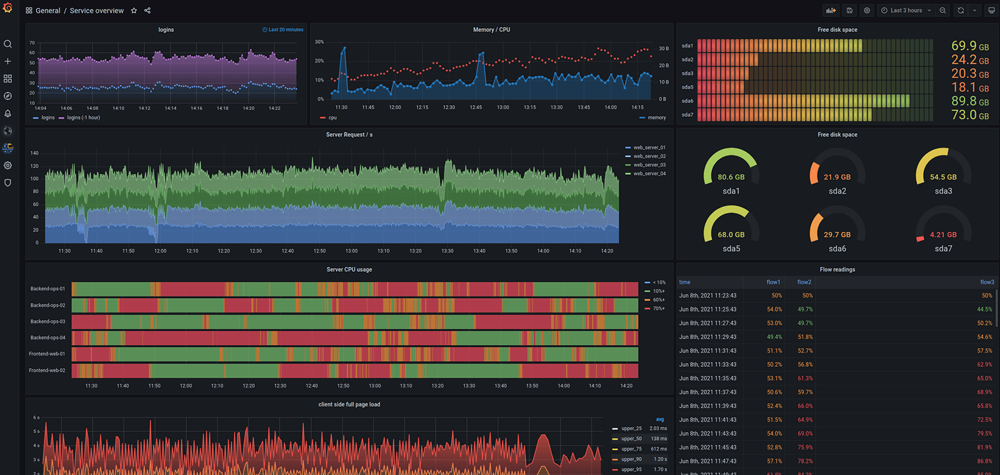 General / Service overview
Last 3 hours
logins
Last 20 minutes
70
60
50
40
30
20
10
14:04 14:06 14:08 14:10 14:12 14:14 14:16 14:18 14:20 14:22
logins logins (-1 hour)
Memory / CPU
30%
20%
10%
0%
30 B
20 B
10 B
0 B
11:30 11:45 12:00 12:15 12:30 12:45 13:00 13:15 13:30 13:45 14:00 14:15
cpu memory
Free disk space
sda1 69.9 GB
sda2 24.2 GB
sda3 20.3 GB
sda5 18.1 GB
sda6 89.8 GB
sda7 73.0 GB
Server Request / s
140
120
100
80
60
40
20
0
11:30 11:40 11:50 12:00 12:10 12:20 12:30 12:40 12:50 13:00 13:10 13:20 13:30 13:40 13:50 14:00 14:10 14:20
web_server_01
web_server_02
web_server_03
web_server_04
Free disk space
80.6 GB 21.9 GB 54.5 GB
sda1 sda2 sda3
68.0 GB 29.7 GB 4.21 GB
sda5 sda6 sda7
Server CPU usage
Backend-ops-01
Backend-ops-02
Backend-ops-03
Backend-ops-04
Frontend-web-01
Frontend-web-02
11:30 11:40 11:50 12:00 12:10 12:20 12:30 12:40 12:50 13:00 13:10 13:20 13:30 13:40 13:50 14:00 14:10 14:20
< 10%
10%+
60%+
70%+
Flow readings
time flow1 flow2 flow3
Jun 8th, 2021 11:23:43 50% 50% 50%
Jun 8th, 2021 11:25:43 54.0% 49.7% 44.5%
Jun 8th, 2021 11:27:43 53.0% 49.7% 50.2%
Jun 8th, 2021 11:29:43 49.4% 51.8% 54.6%
Jun 8th, 2021 11:31:43 51.1% 52.7% 57.5%
Jun 8th, 2021 11:33:43 50.2% 56.8% 62.9%
Jun 8th, 2021 11:35:43 53.1% 61.3% 65.0%
Jun 8th, 2021 11:37:43 50.6% 59.7% 68.9%
Jun 8th, 2021 11:39:43 52.4% 66.0% 65.8%
Jun 8th, 2021 11:41:43 51.5% 64.9% 72.5%
Jun 8th, 2021 11:43:43 54.0% 69.0% 79.5%
Jun 8th, 2021 11:45:43 52.8% 75.9% 81.9%
Jun 8th, 2021 11:47:43 57.1% 78.2% 86.8%
client side full page load
6 s
5 s
4 s
3 s
2 s
avg
upper_25 2.03 ms
upper_50 138 ms
upper_75 612 ms
upper_90 1.20 s
upper_95 1.70 s